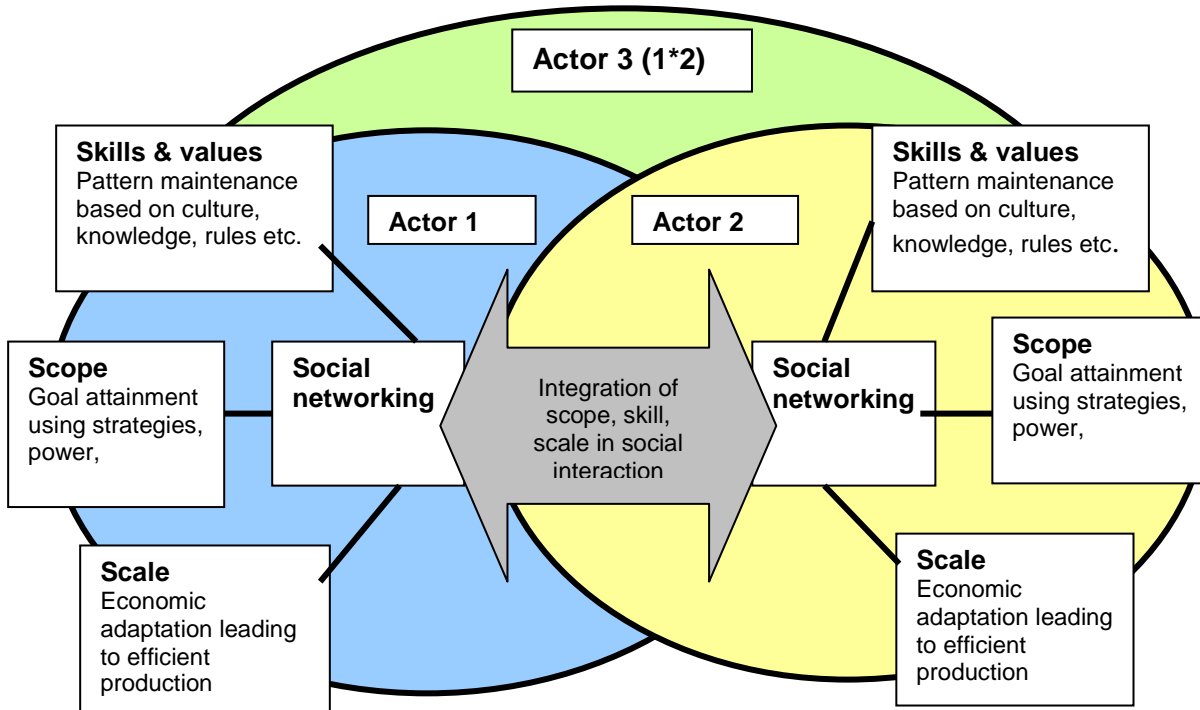 Actor 3 (1*2)
Skills & values
Pattern maintenance
based on culture,
knowledge, rules etc.
Actor 1
Scope
Goal attainment
using strategies,
power,
Social
networking
Scale
Economic
adaptation leading
to efficient
production
Integration of
scope, skill,
scale in social
interaction
Actor 2
Skills & values
Pattern maintenance
based on culture,
knowledge, rules etc.
Social
networking
Scope
Goal attainment
using strategies,
power,
Scale
Economic
adaptation leading
to efficient
production